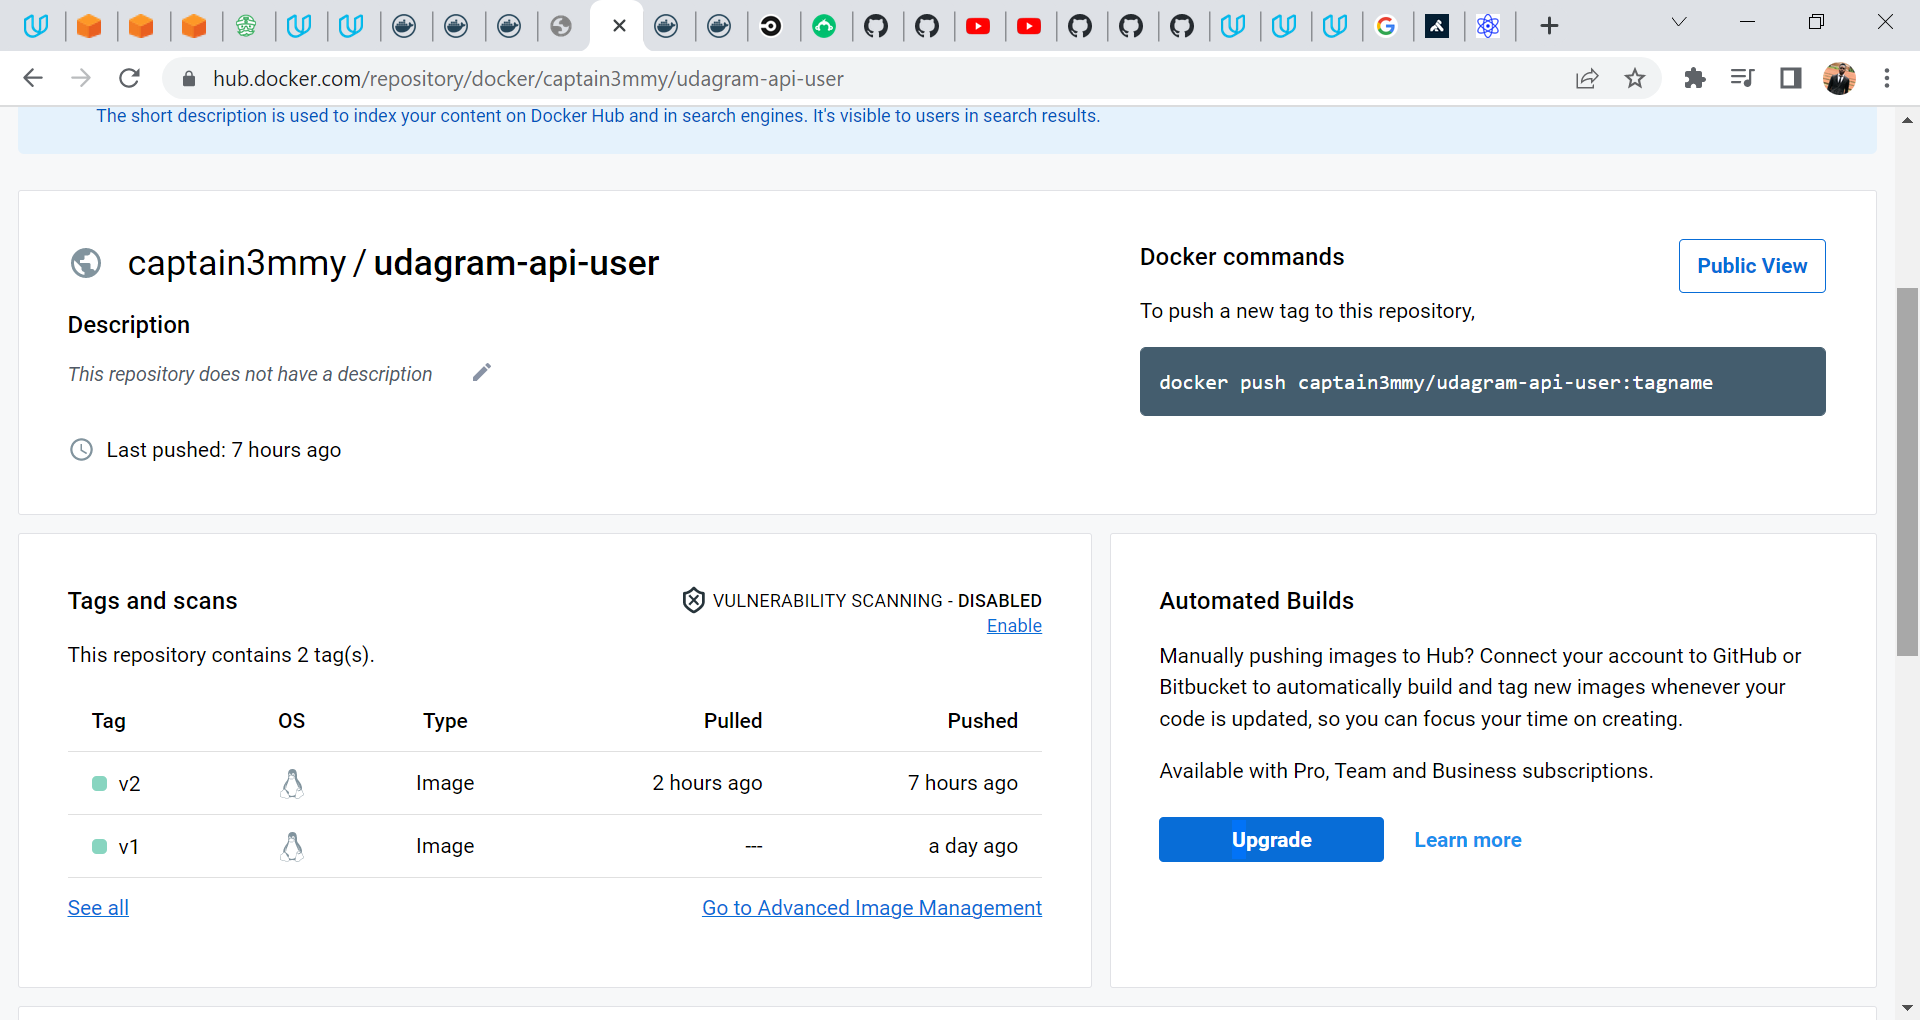 hub.docker.com/repository/docker/captain3mmy/udagram-api-user
The short description is used to index your content on Docker Hub and in search engines. It's visible to users in search results.
captain3mmy / udagram-api-user
Description
This repository does not have a description
Last pushed: 7 hours ago
Docker commands
Public View
To push a new tag to this repository,
docker push captain3mmy/udagram-api-user:tagname
Tags and scans
VULNERABILITY SCANNING - DISABLED
Enable
This repository contains 2 tag(s).
Tag OS Type Pulled Pushed
v2 Image 2 hours ago 7 hours ago
v1 Image --- a day ago
See all
Go to Advanced Image Management
Automated Builds
Manually pushing images to Hub? Connect your account to GitHub or
Bitbucket to automatically build and tag new images whenever your
code is updated, so you can focus your time on creating.
Available with Pro, Team and Business subscriptions.
Upgrade Learn more